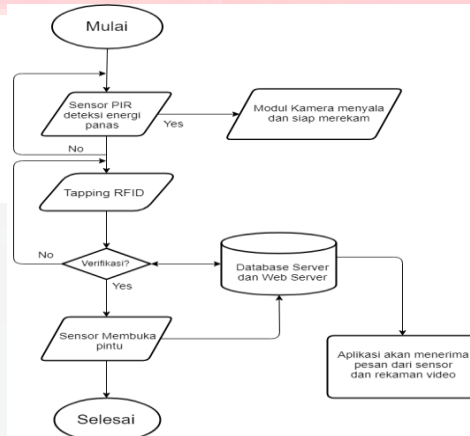 Mulai
Sensor PIR
deteksi energi
panas
Yes
Modul Kamera menyala
dan siap merekam
No
Tapping RFID
No
Verifikasi?
Database Server
dan Web Server
Yes
Sensor Membuka
pintu
Aplikasi akan menerima
pesan dari sensor
dan rekaman video
Selesai